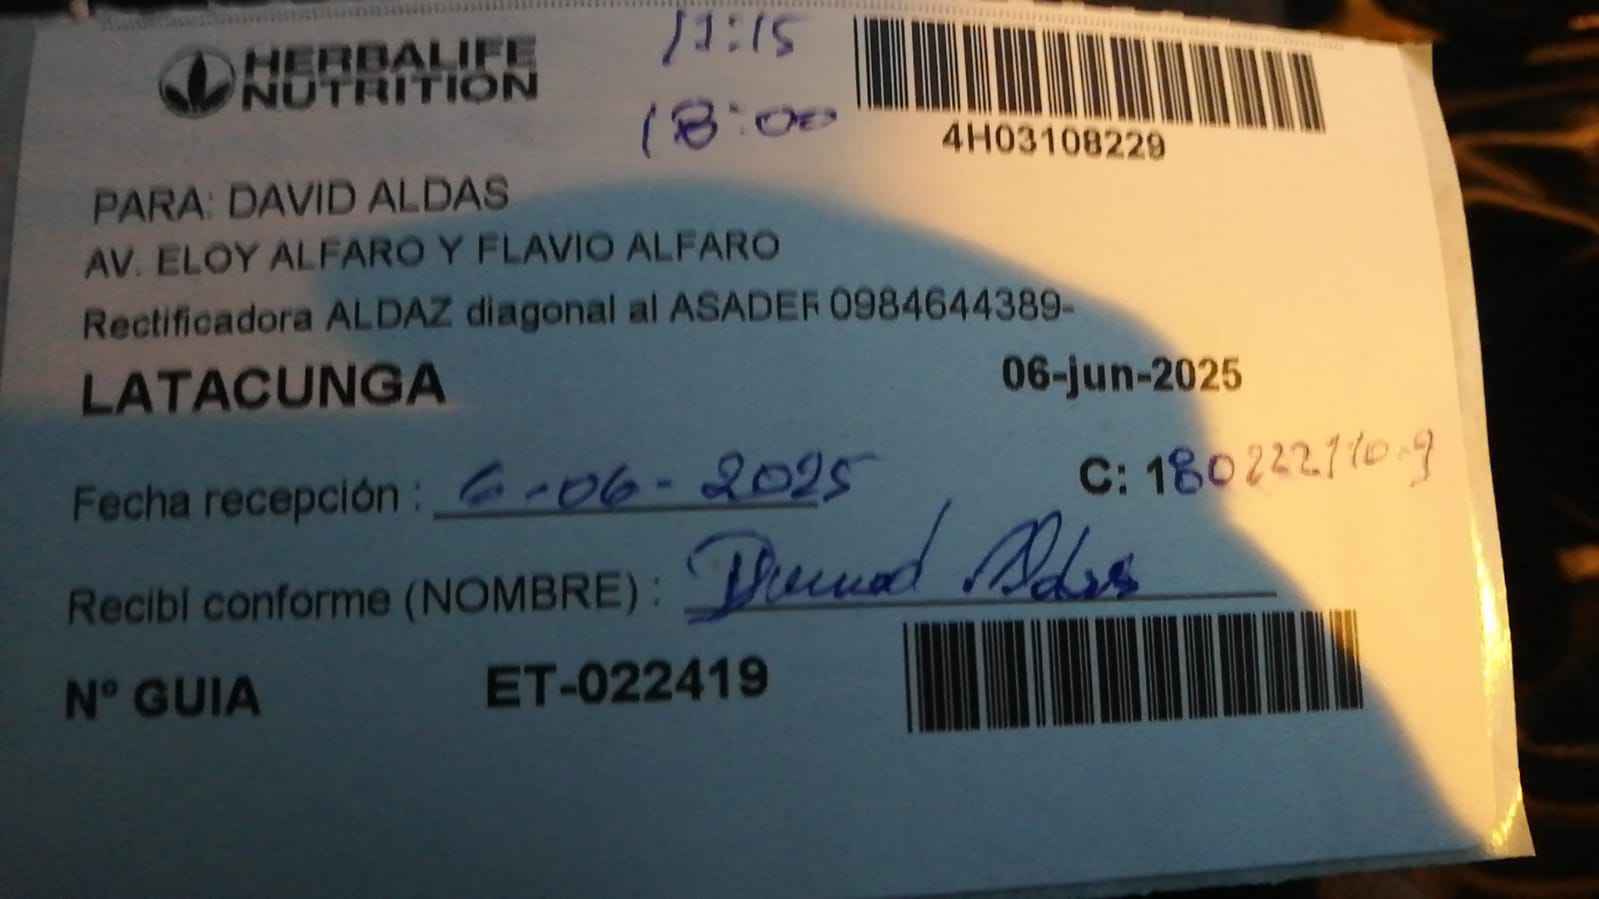 HERBALIFE
NUTRITION
11:15
18:00
4H03108229
PARA: DAVID ALDAS
AV. ELOY ALFARO Y FLAVIO ALFARO
Rectificadora ALDAZ diagonal al ASADER 0984644389-
LATACUNGA
06-jun-2025
Fecha recepción : 6-06-2025
C: 180222110-9
Recibí conforme (NOMBRE) : Aldas
Nº GUIA ET-022419